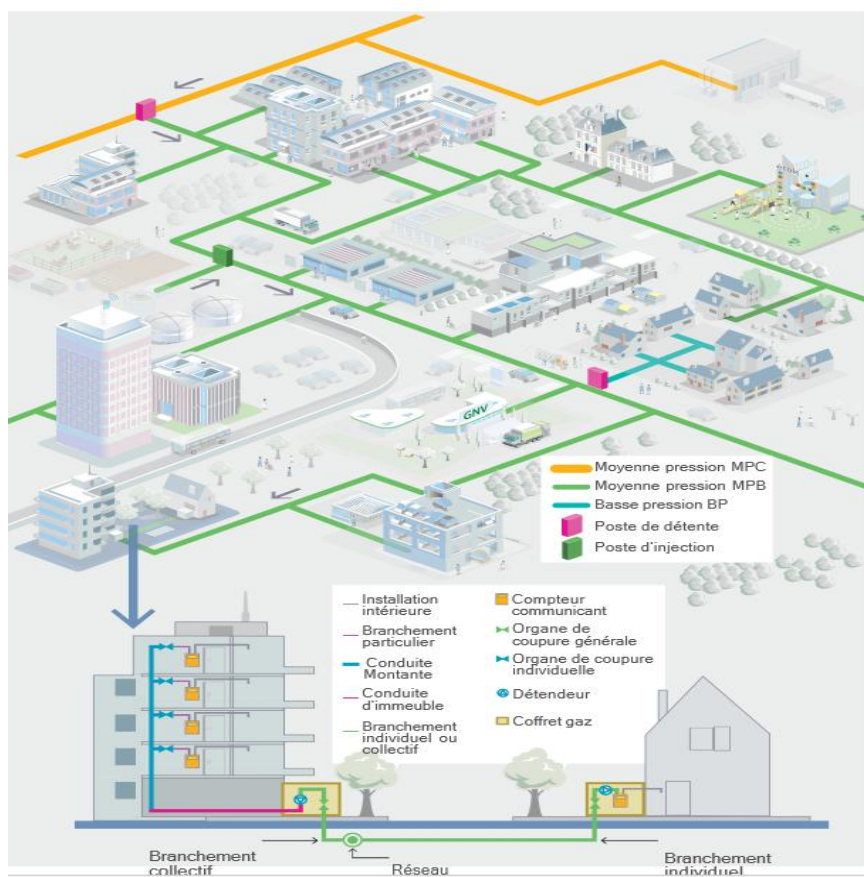 GNV
Moyenne pression MPC
Moyenne pression MPB
Basse pression BP
Poste de détente
Poste d'injection
Installation
intérieure
Branchement
particulier
Conduite
Montante
Conduite
d'immeuble
Branchement
individuel ou
collectif
Compteur
communicant
Organe de
coupure générale
Organe de coupure
individuelle
Détendeur
Coffret gaz
Branchement
collectif
Réseau
Branchement
individuel